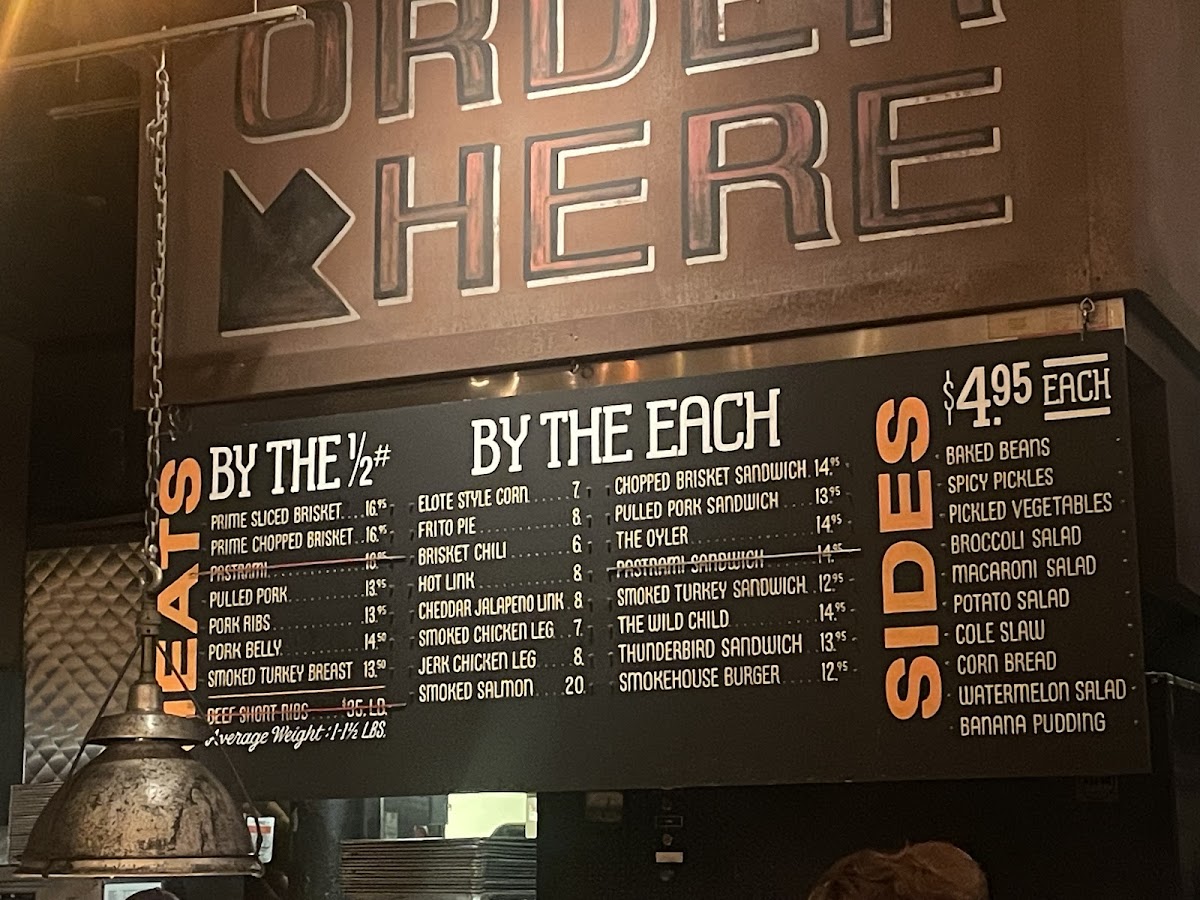 ORDER
HERE
MEATS
BY THE ½#
PRIME SLICED BRISKET.... 16.95
PRIME CHOPPED BRISKET.. 16.95
PASTRAMI 18.95
PULLED PORK 13.95
PORK RIBS 13.95
PORK BELLY 14.50
SMOKED TURKEY BREAST 13.50
BEEF SHORT RIBS $35. LB.
Average Weight: 1-1½ LBS.
BY THE EACH
ELOTE STYLE CORN 7.
FRITO PIE 8.
BRISKET CHILI 6.
HOT LINK 8.
CHEDDAR JALAPENO LINK. 8.
SMOKED CHICKEN LEG.. 7.
JERK CHICKEN LEG 8.
SMOKED SALMON 20.
CHOPPED BRISKET SANDWICH. 14.95
PULLED PORK SANDWICH 13.95
THE OYLER 14.95
PASTRAMI SANDWICH 14.95
SMOKED TURKEY SANDWICH.. 12.95
THE WILD CHILD 14.95
THUNDERBIRD SANDWICH 13.95
SMOKEHOUSE BURGER 12.95
SIDES
$4.95 EACH
BAKED BEANS
SPICY PICKLES
PICKLED VEGETABLES
BROCCOLI SALAD
MACARONI SALAD
POTATO SALAD
COLE SLAW
CORN BREAD
WATERMELON SALAD
BANANA PUDDING